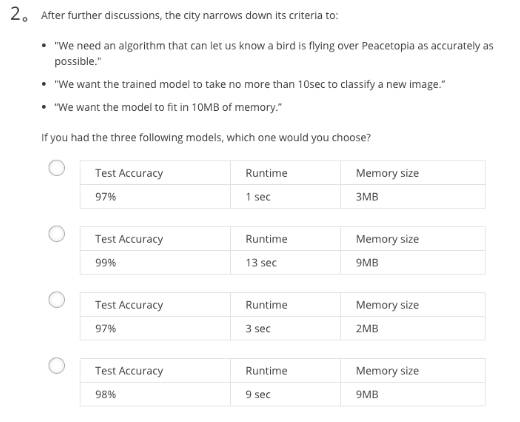 2. After further discussions, the city narrows down its criteria to:
• "We need an algorithm that can let us know a bird is flying over Peacetopia as accurately as
possible."
• "We want the trained model to take no more than 10sec to classify a new image."
• "We want the model to fit in 10MB of memory."
If you had the three following models, which one would you choose?
Test Accuracy Runtime Memory size
97% 1 sec 3MB
Test Accuracy Runtime Memory size
99% 13 sec 9MB
Test Accuracy Runtime Memory size
97% 3 sec 2MB
Test Accuracy Runtime Memory size
98% 9 sec 9MB